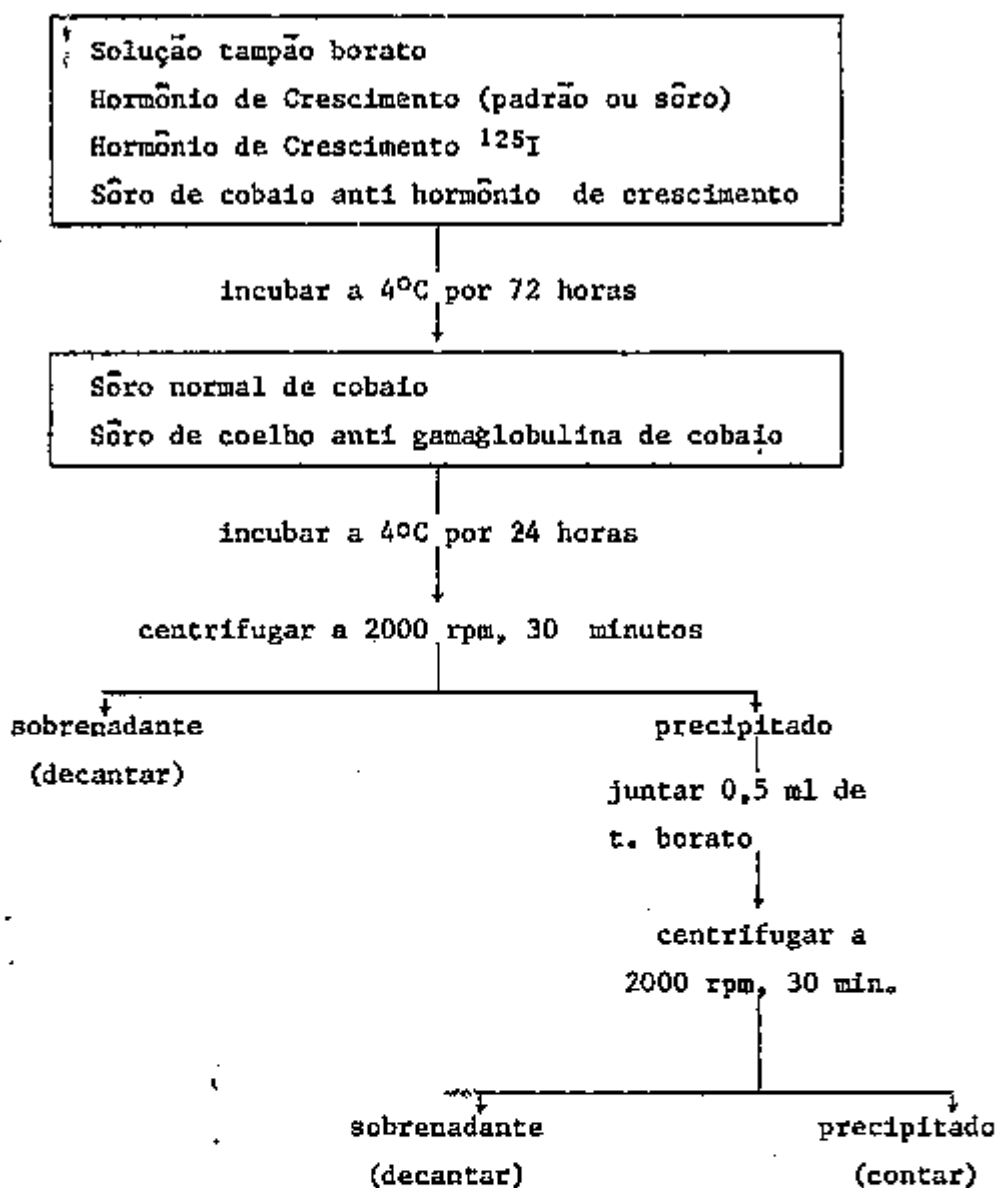 Solução tampão borato
Hormônio de Crescimento (padrão ou sôro)
Hormônio de Crescimento ¹²⁵I
Sôro de cobaio anti hormônio de crescimento
incubar a 4ºC por 72 horas
Sôro normal de cobaio
Sôro de coelho anti gamaglobulina de cobaio
incubar a 4ºC por 24 horas
centrifugar a 2000 rpm, 30 minutos
sobrenadante
(decantar)
precipitado
juntar 0,5 ml de
t. borato
centrifugar a
2000 rpm, 30 min.
sobrenadante
(decantar)
precipitado
(contar)